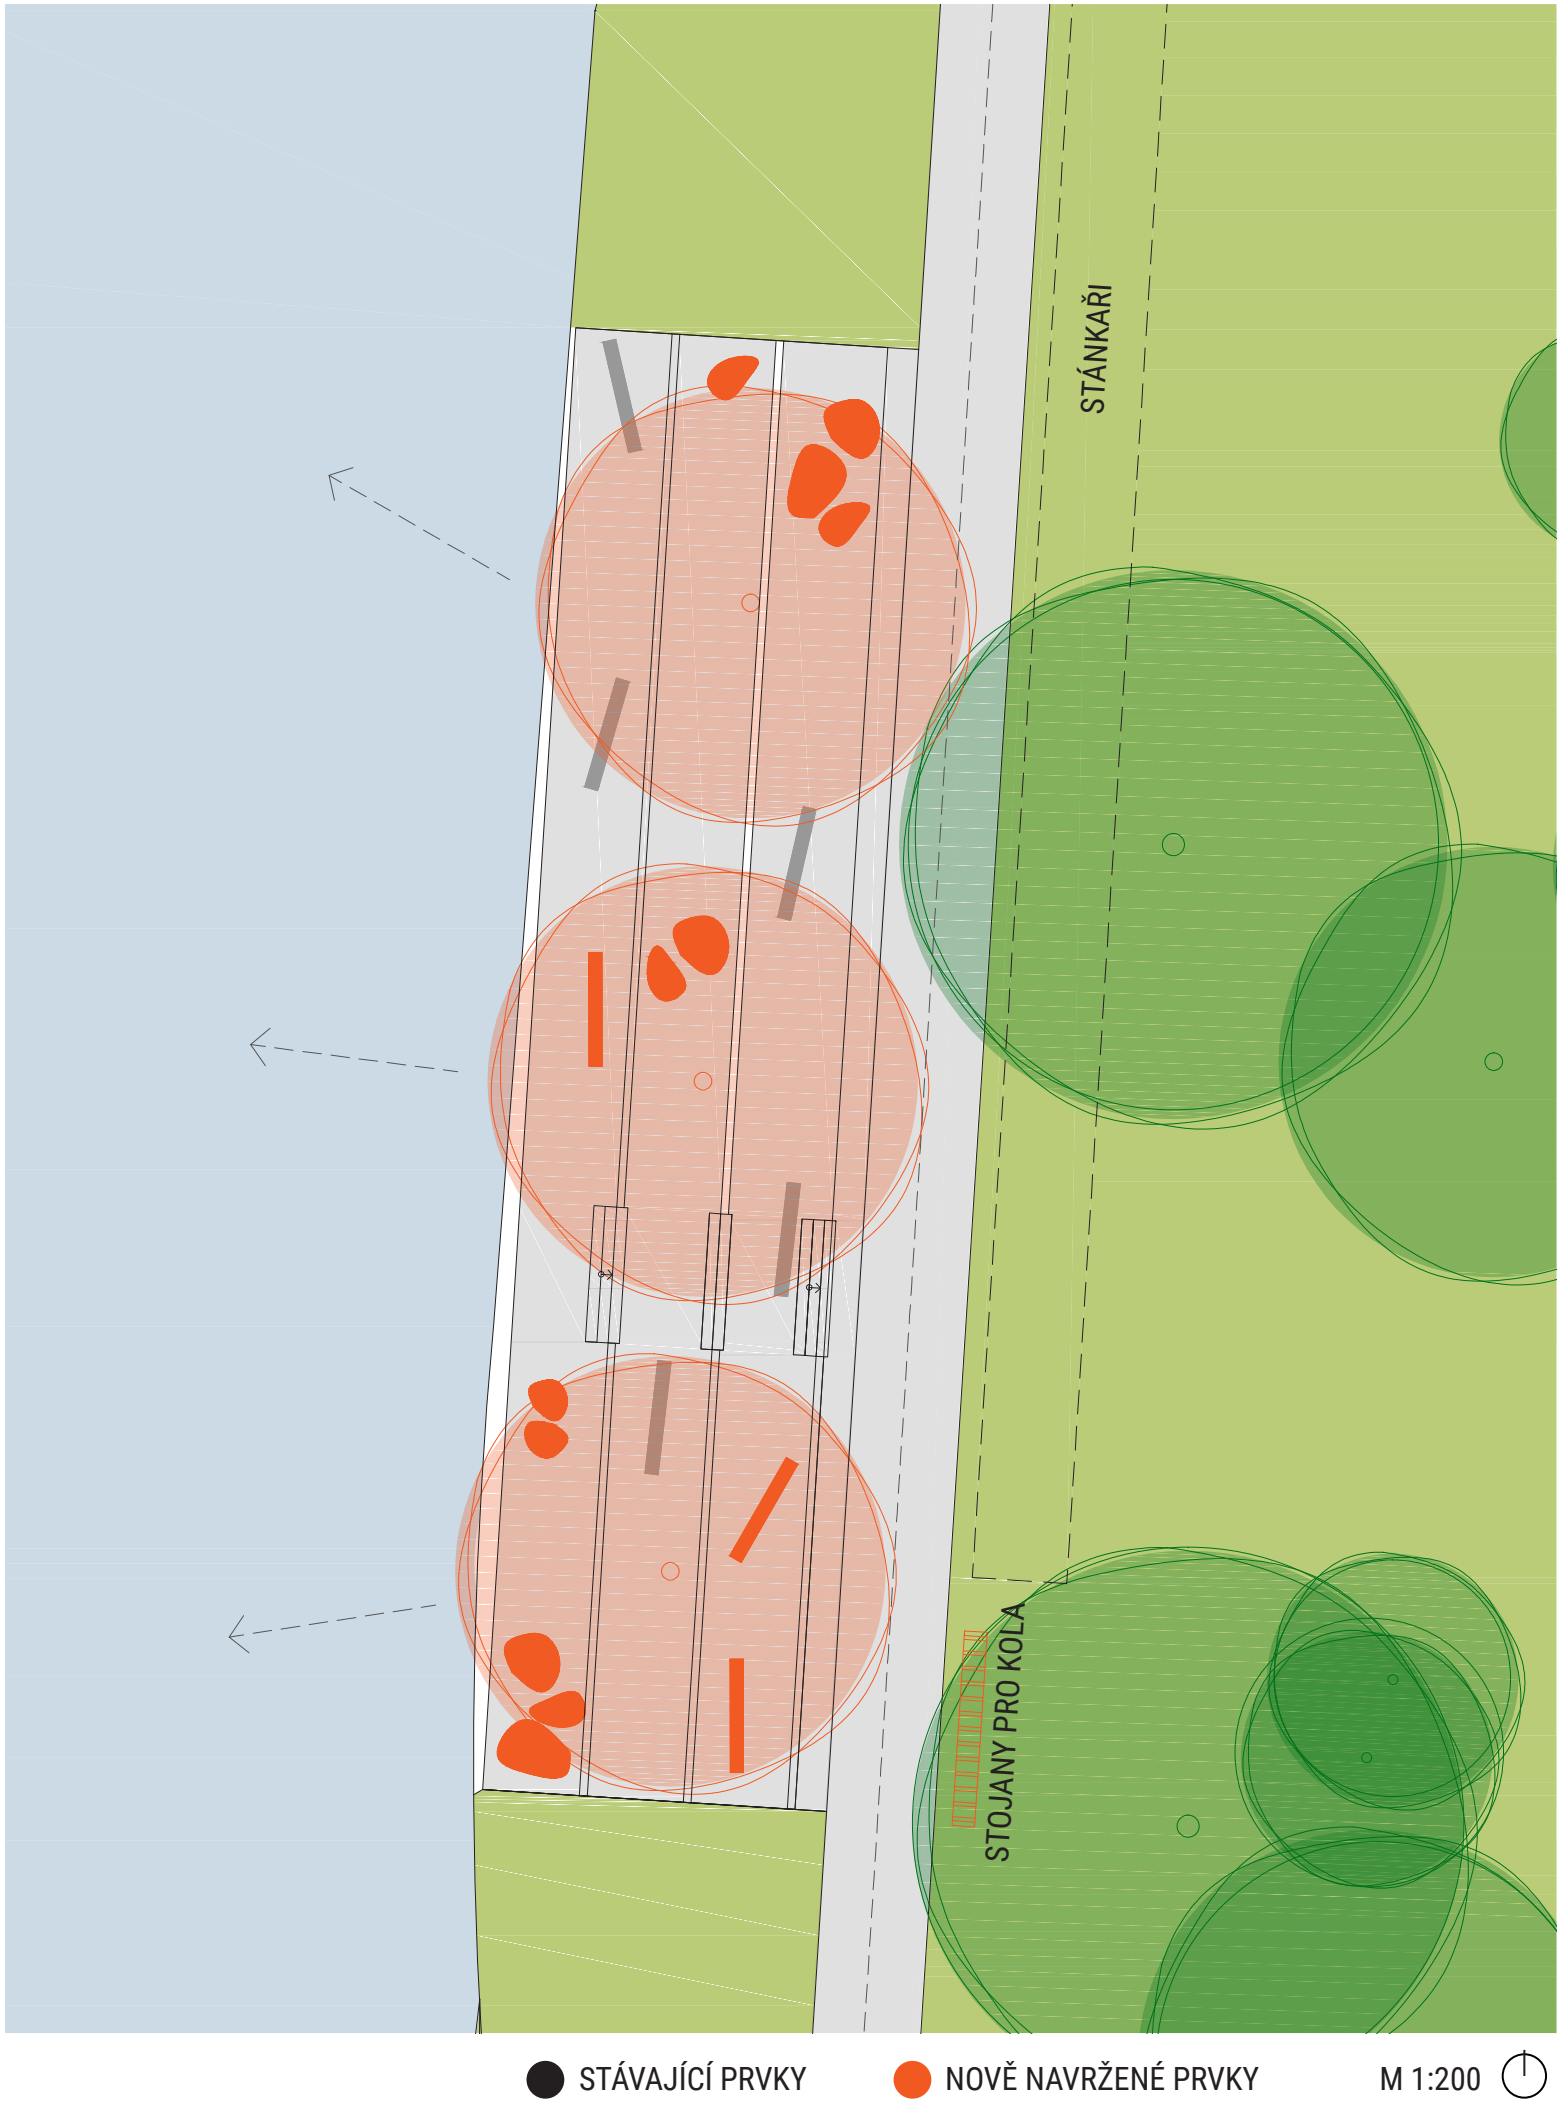 STÁNKAŘI
STOJANY PRO KOLA
STÁVAJÍCÍ PRVKY
NOVĚ NAVRŽENÉ PRVKY
M 1:200